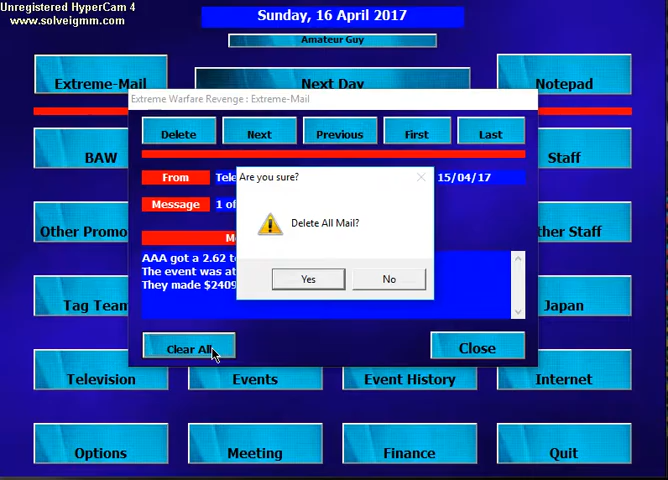 Unregistered HyperCam 4
www.solveigmm.com
Sunday, 16 April 2017
Amateur Guy
Extreme-Mail
Next Day
Notepad
Extreme Warfare Revenge : Extreme-Mail
Delete
Next
Previous
First
Last
BAW
Staff
From
Tele
15/04/17
Are you sure?
Message
1 of
Delete All Mail?
Other Promo
ther Staff
M
AAA got a 2.62 t
The event was at
They made $2409
Yes
No
Tag Team
Japan
Clear All
Close
Television
Events
Event History
Internet
Options
Meeting
Finance
Quit